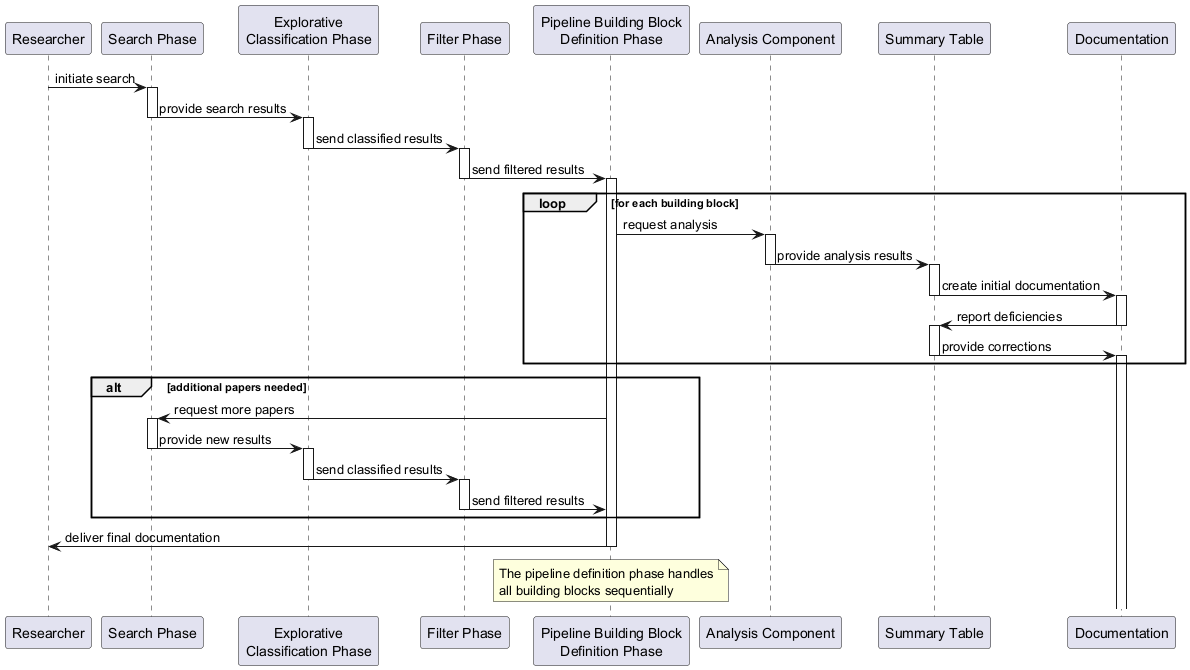 Researcher
Search Phase
Explorative
Classification Phase
Filter Phase
Pipeline Building Block
Definition Phase
Analysis Component
Summary Table
Documentation
initiate search
provide search results
send classified results
send filtered results
loop [for each building block]
request analysis
provide analysis results
create initial documentation
report deficiencies
provide corrections
alt [additional papers needed]
request more papers
provide new results
send classified results
send filtered results
deliver final documentation
The pipeline definition phase handles
all building blocks sequentially
Researcher
Search Phase
Explorative
Classification Phase
Filter Phase
Pipeline Building Block
Definition Phase
Analysis Component
Summary Table
Documentation